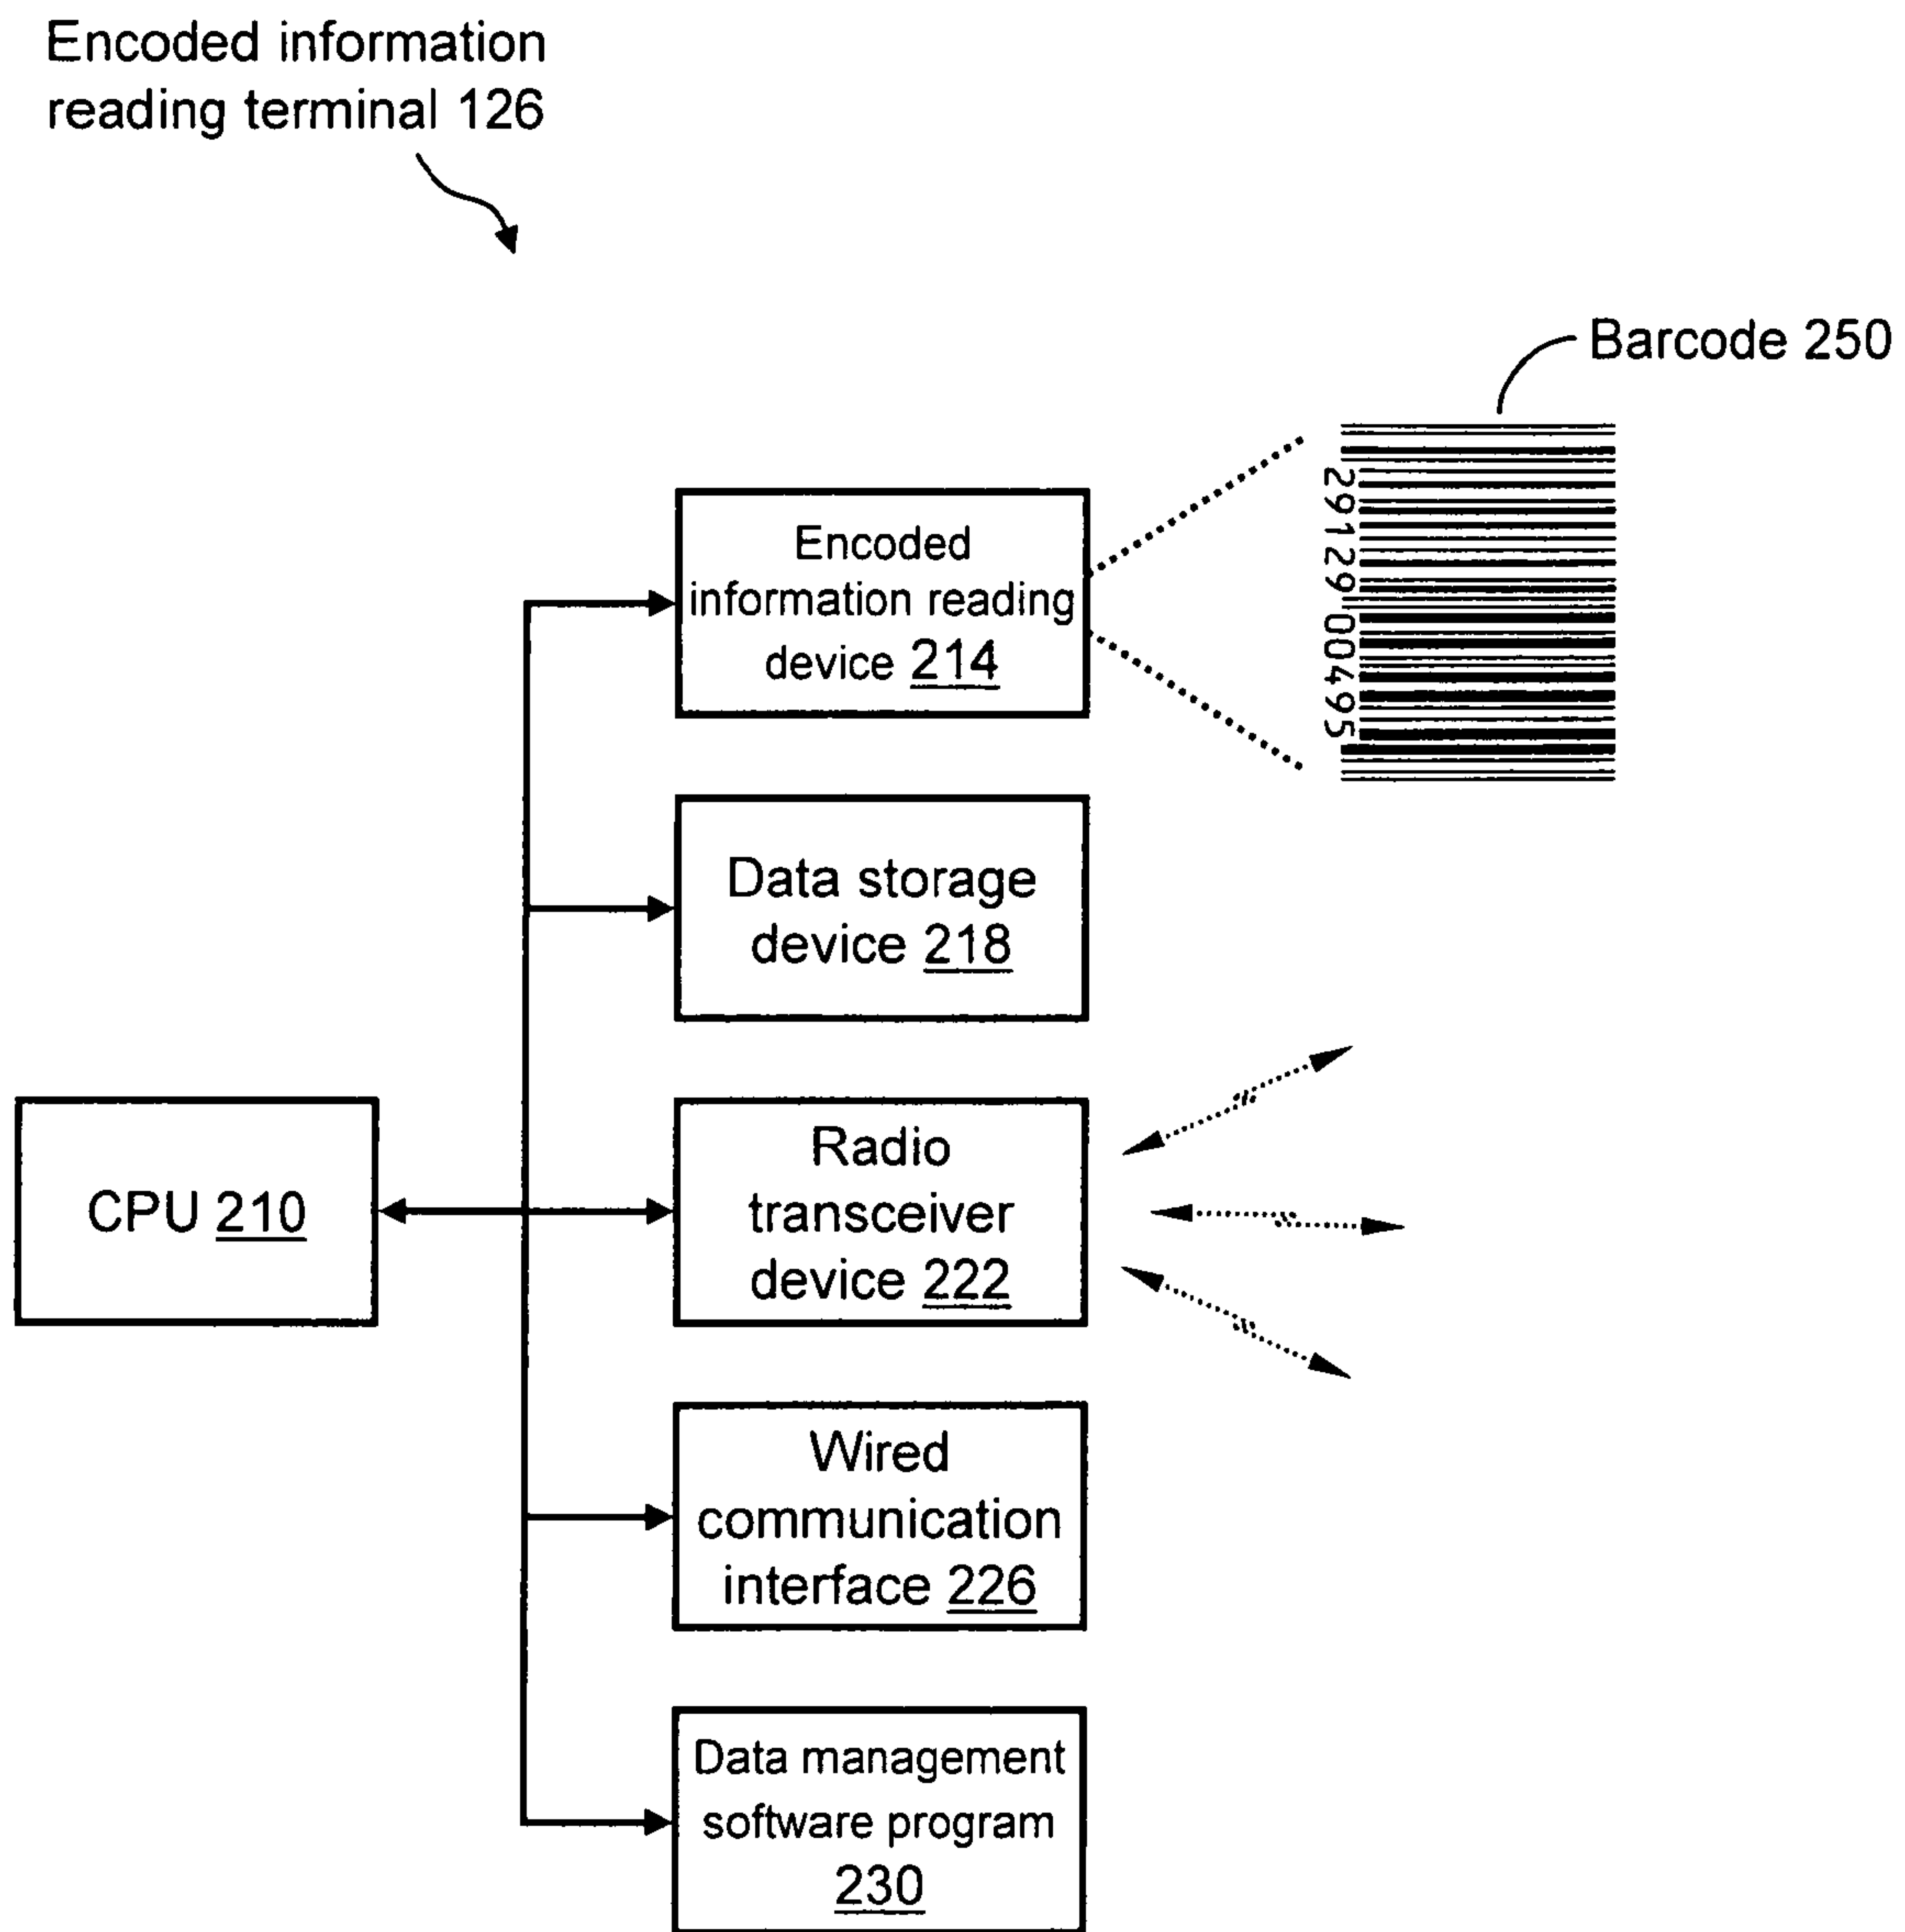 Encoded information
reading terminal 126
Barcode 250
Encoded
information reading
device 214
29129 00495
Data storage
device 218
CPU 210
Radio
transceiver
device 222
Wired
communication
interface 226
Data management
software program
230